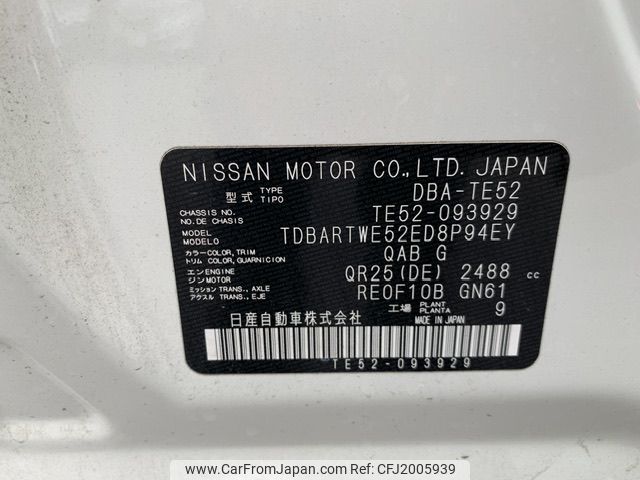 NISSAN MOTOR CO.,LTD. JAPAN
型式 TYPE TIPO DBA-TE52
CHASSIS NO. NO.DE CHASIS TE52-093929
MODEL MODELO TDBARTWE52ED8P94EY
カラー COLOR, TRIM トリム COLOR, GUARNICION QAB G
エンジン ENGINE MOTOR QR25(DE) 2488 cc
ミッション TRANS., AXLE アクスル TRANS., EJE RE0F10B GN61
工場 PLANT PLANTA 9
日産自動車株式会社 MADE IN JAPAN
TE52-093929
www.CarFromJapan.com | Car Ref No: CFJ2005939